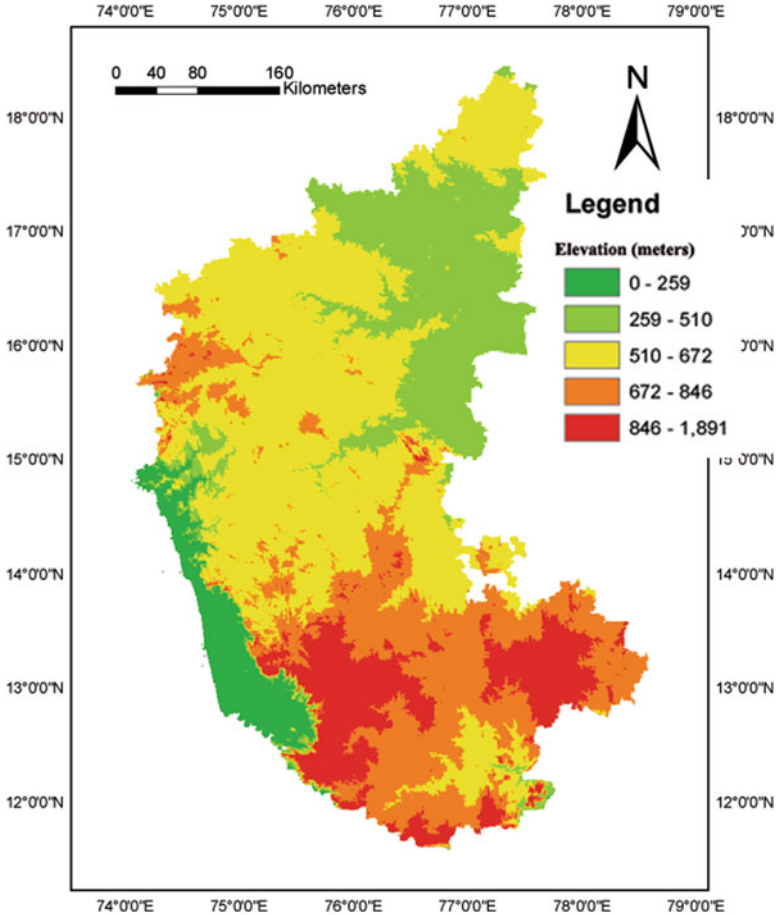 74°0'0"E 75°0'0"E 76°0'0"E 77°0'0"E 78°0'0"E 79°0'0"E
0 40 80 160
Kilometers
N
18°0'0"N 18°0'0"N
Legend
17°0'0"N
Elevation (meters)
0 - 259
259 - 510
16°0'0"N
510 - 672
672 - 846
846 - 1,891
15°0'0"N
14°0'0"N 14°0'0"N
13°0'0"N 13°0'0"N
12°0'0"N 12°0'0"N
74°0'0"E 75°0'0"E 76°0'0"E 77°0'0"E 78°0'0"E 79°0'0"E